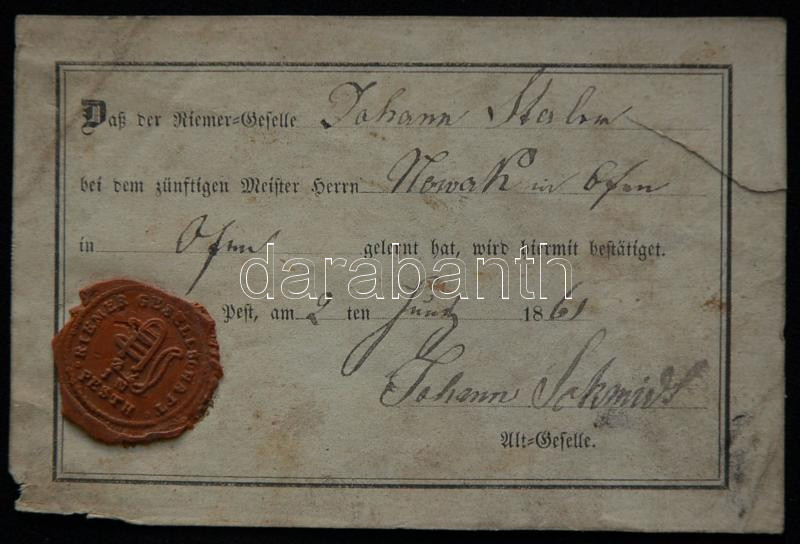 Daß der Riemer=Geselle Johann
bei dem zünftigen Meister Herrn Nowak in Ofen
in Ofen gelernt hat, wird hiermit bestätiget.
darabanth
Pest, am 2 ten 1861
Johann Schmidt
Alt=Geselle.
RIEMER GESELLSCHAFT
PESTH